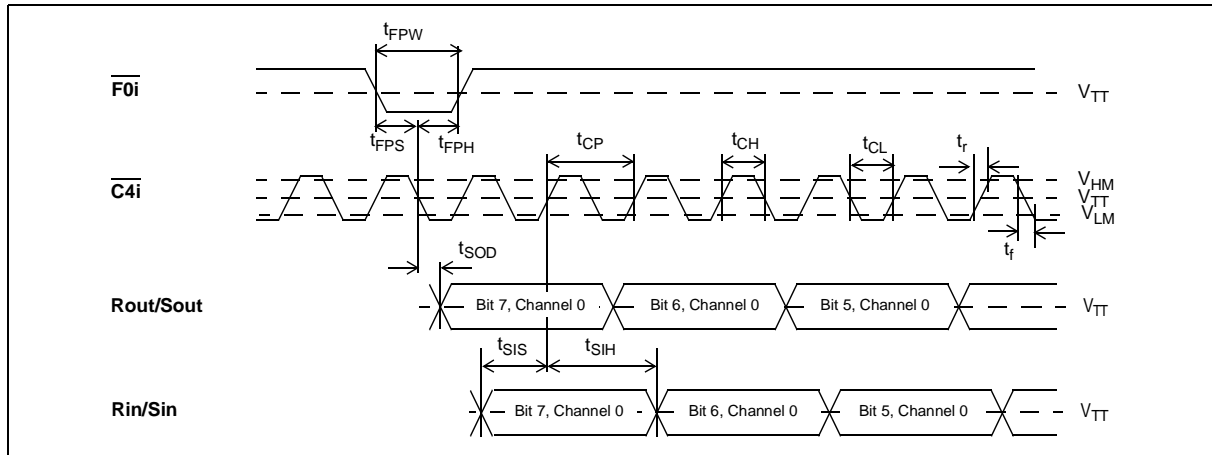 tFPW
F0i
VTT
tFPS tFPH
tCP tCH tCL tr
C4i
VHM
VTT
VLM
tSOD
tf
Rout/Sout
Bit 7, Channel 0 Bit 6, Channel 0 Bit 5, Channel 0
VTT
tSIS tSIH
Rin/Sin
Bit 7, Channel 0 Bit 6, Channel 0 Bit 5, Channel 0
VTT